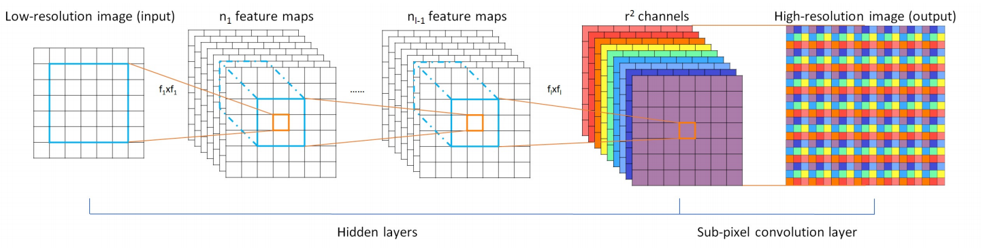 Low-resolution image (input)
n₁ feature maps
nₗ₋₁ feature maps
r² channels
High-resolution image (output)
f₁xf₁
......
fₗxfₗ
Hidden layers
Sub-pixel convolution layer